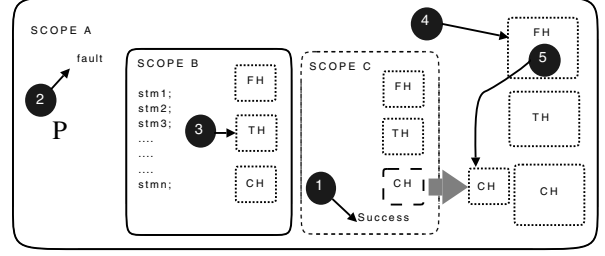 SCOPE A
fault
2
P
SCOPE B
stm1;
stm2;
stm3;
....
....
....
stmn;
3
FH
TH
CH
SCOPE C
FH
TH
CH
1
Success
4
FH
5
TH
CH
CH